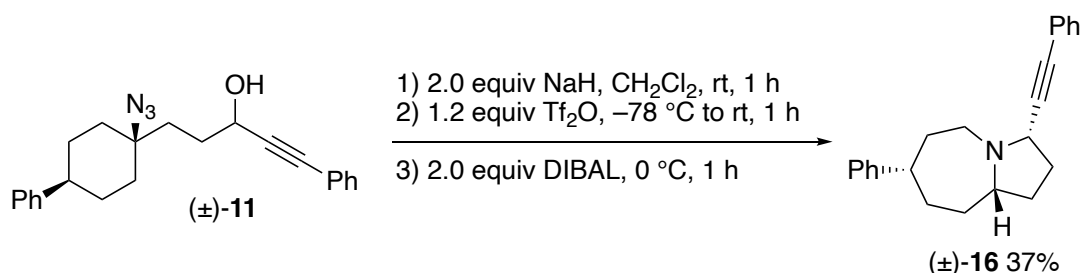 Ph
N3
OH
Ph
Ph
(±)-11
1) 2.0 equiv NaH, CH2Cl2, rt, 1 h
2) 1.2 equiv Tf2O, –78 °C to rt, 1 h
3) 2.0 equiv DIBAL, 0 °C, 1 h
N
Ph
H
(±)-16 37%